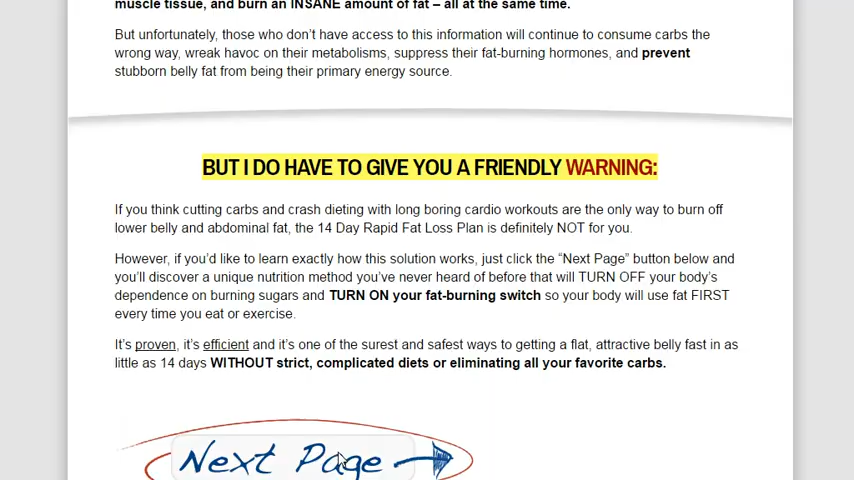 muscle tissue, and burn an INSANE amount of fat – all at the same time.
But unfortunately, those who don't have access to this information will continue to consume carbs the
wrong way, wreak havoc on their metabolisms, suppress their fat-burning hormones, and prevent
stubborn belly fat from being their primary energy source.
BUT I DO HAVE TO GIVE YOU A FRIENDLY WARNING:
If you think cutting carbs and crash dieting with long boring cardio workouts are the only way to burn off
lower belly and abdominal fat, the 14 Day Rapid Fat Loss Plan is definitely NOT for you.
However, if you'd like to learn exactly how this solution works, just click the “Next Page” button below and
you'll discover a unique nutrition method you've never heard of before that will TURN OFF your body's
dependence on burning sugars and TURN ON your fat-burning switch so your body will use fat FIRST
every time you eat or exercise.
It's proven, it's efficient and it's one of the surest and safest ways to getting a flat, attractive belly fast in as
little as 14 days WITHOUT strict, complicated diets or eliminating all your favorite carbs.
Next Page